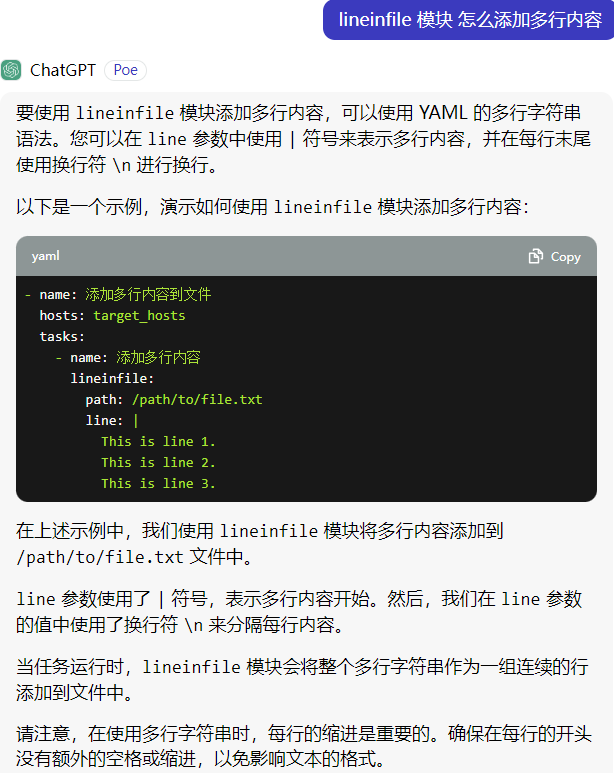 lineinfile 模块 怎么添加多行内容
ChatGPT Poe
要使用 lineinfile 模块添加多行内容，可以使用 YAML 的多行字符串
语法。您可以在 line 参数中使用 | 符号来表示多行内容，并在每行末尾
使用换行符 \n 进行换行。
以下是一个示例，演示如何使用 lineinfile 模块添加多行内容：
yaml Copy
- name: 添加多行内容到文件
  hosts: target_hosts
  tasks:
    - name: 添加多行内容
      lineinfile:
        path: /path/to/file.txt
        line: |
          This is line 1.
          This is line 2.
          This is line 3.
在上述示例中，我们使用 lineinfile 模块将多行内容添加到
/path/to/file.txt 文件中。
line 参数使用了 | 符号，表示多行内容开始。然后，我们在 line 参数
的值中使用了换行符 \n 来分隔每行内容。
当任务运行时，lineinfile 模块会将整个多行字符串作为一组连续的行
添加到文件中。
请注意，在使用多行字符串时，每行的缩进是重要的。确保在每行的开头
没有额外的空格或缩进，以免影响文本的格式。